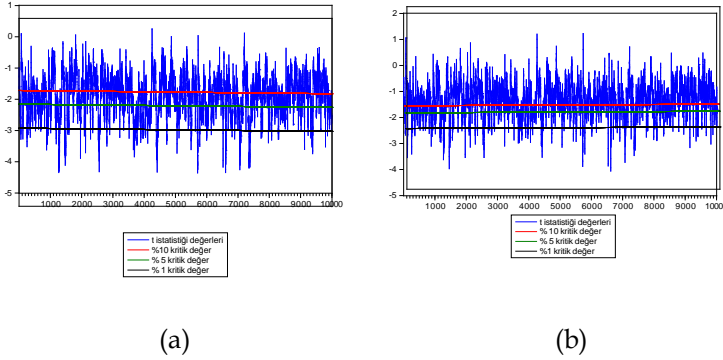 1
0
-1
-2
-3
-4
-5
1000 2000 3000 4000 5000 6000 7000 8000 9000 10000
t istatistiği değerleri
%10 kritik değer
% 5 kritik değer
% 1 kritik değer
(a)
2
1
0
-1
-2
-3
-4
-5
1000 2000 3000 4000 5000 6000 7000 8000 9000 10000
t istatistiği değerleri
% 10 kritik değer
% 5 kritik değer
%1 kritik değer
(b)